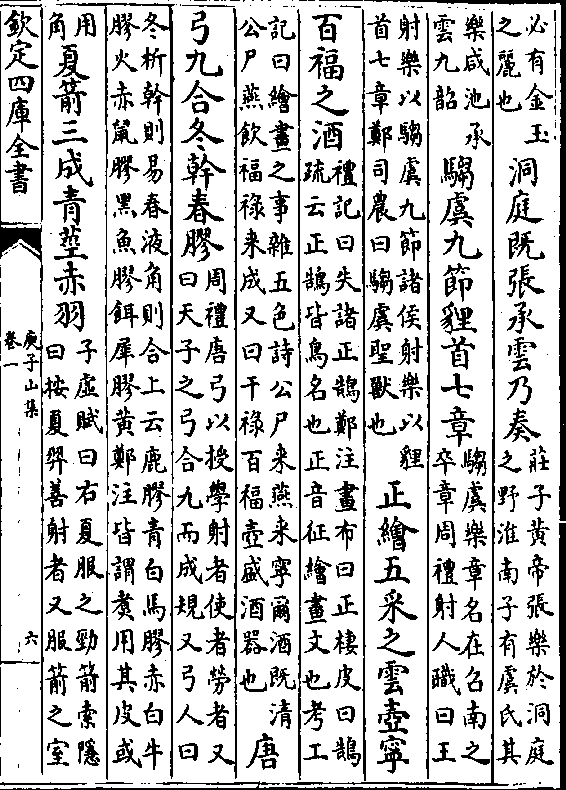 必有金玉
之麗也
洞庭既張承雲乃奏
莊子黃帝張樂於洞庭
之野淮南子有虞氏其
樂咸池承
雲九韶
騶虞九節貍首七章
騶虞樂章名在召南之
卒章周禮射人職曰王
射樂以騶虞九節諸侯射樂以貍
首七章鄭司農曰騶虞聖獸也
正繪五采之雲壺寧
百福之酒
禮記曰失諸正鵠鄭注畫布曰正棲皮曰鵠
疏云正鵠皆鳥名也正音征繪畫文也考工
記曰繪畫之事雜五色詩公尸来燕来寧爾酒既清
公尸燕飲福祿来成又曰干祿百福壺盛酒器也
唐
弓九合冬幹春膠
周禮唐弓以授學射者使者勞者又
曰天子之弓合九而成規又弓人曰
冬析幹則易春液角則合上云鹿膠青白馬膠赤白牛
膠火赤鼠膠黑魚膠餌犀膠黃鄭注皆謂煑用其皮或
用
角
夏箭三成青莖赤羽
子虛賦曰右夏服之勁箭索隱
曰按夏羿善射者又服箭之室
欽定四庫全書
庾子山集
卷一
六